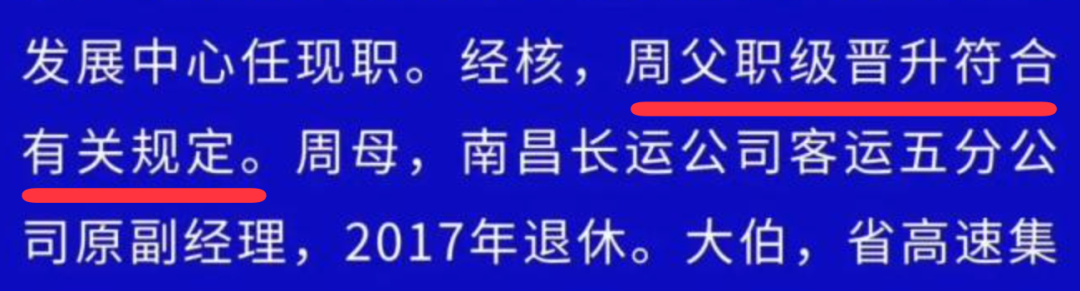 发展中心任现职。经核，周父职级晋升符合
有关规定。周母，南昌长运公司客运五分公
司原副经理，2017年退休。大伯，省高速集